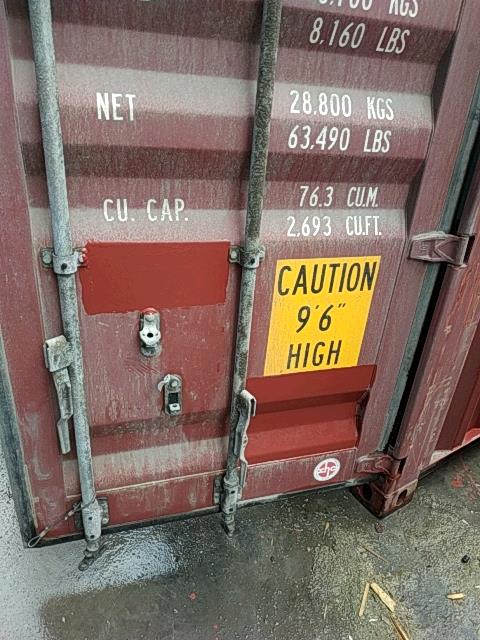 KGS
8,160 LBS
NET 28.800 KGS
63,490 LBS
CU. CAP. 76.3 CU.M.
2,693 CU.FT.
CAUTION
9'6"
HIGH